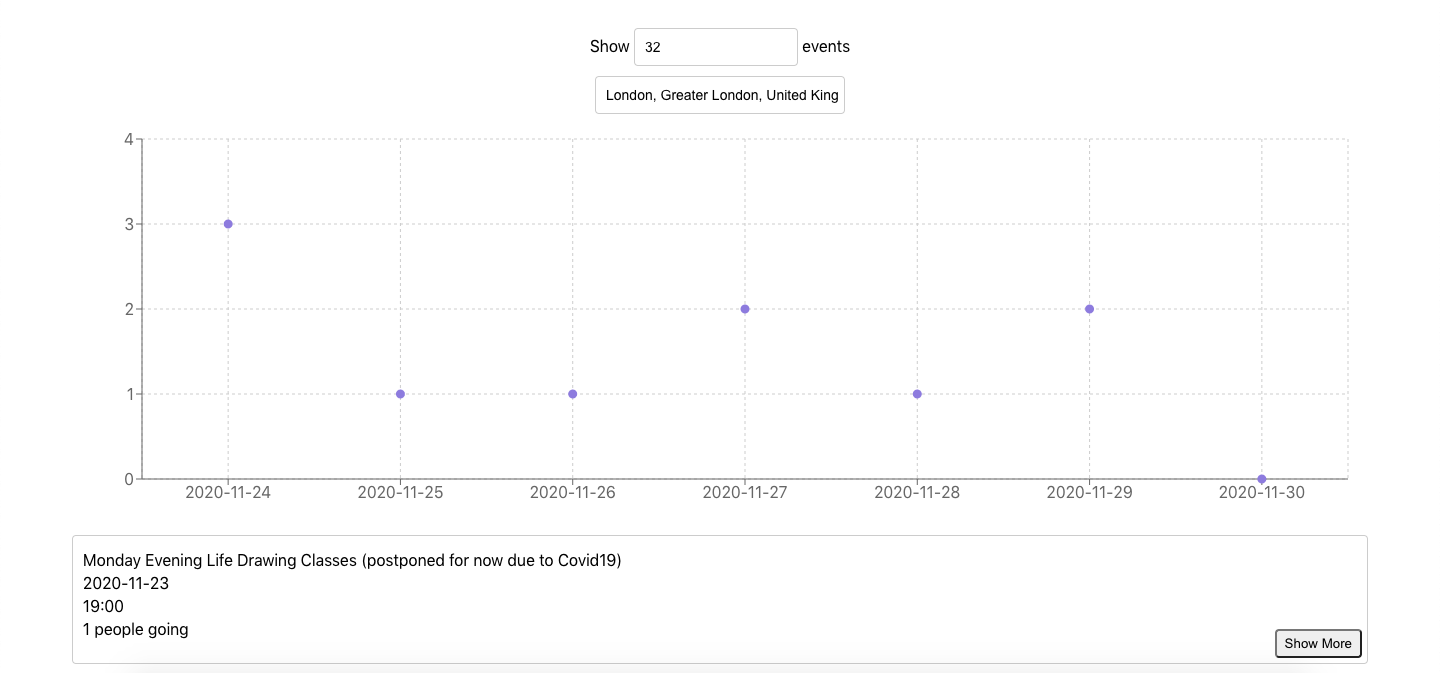 Show 32 events
London, Greater London, United King
4
3
2
1
0
2020-11-24 2020-11-25 2020-11-26 2020-11-27 2020-11-28 2020-11-29 2020-11-30
Monday Evening Life Drawing Classes (postponed for now due to Covid19)
2020-11-23
19:00
1 people going
Show More